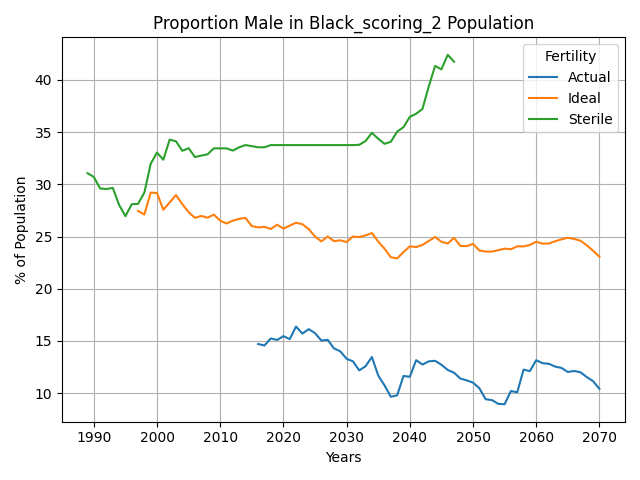 Proportion Male in Black_scoring_2 Population
% of Population
40
35
30
25
20
15
10
Fertility
Actual
Ideal
Sterile
1990 2000 2010 2020 2030 2040 2050 2060 2070
Years